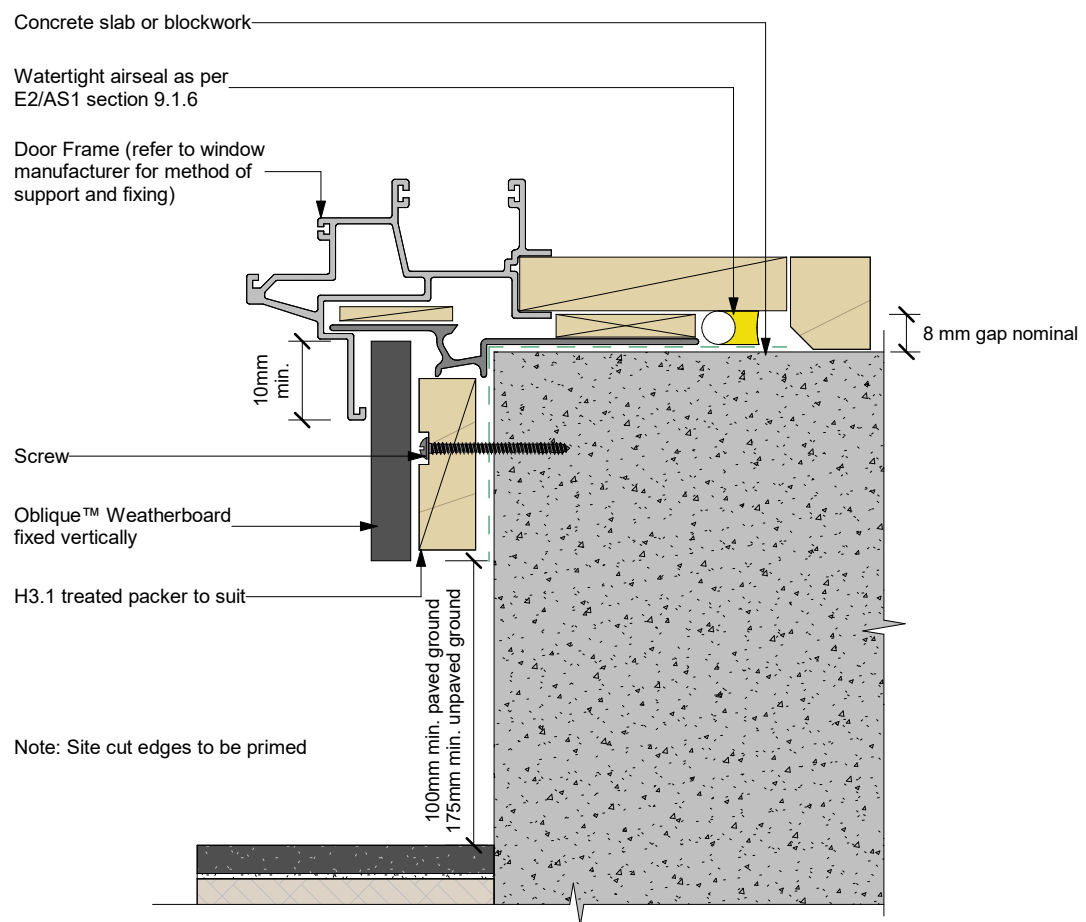 Concrete slab or blockwork
Watertight airseal as per
E2/AS1 section 9.1.6
Door Frame (refer to window
manufacturer for method of
support and fixing)
8 mm gap nominal
10mm
min.
Screw
Oblique™ Weatherboard
fixed vertically
H3.1 treated packer to suit
100mm min. paved ground
175mm min. unpaved ground
Note: Site cut edges to be primed